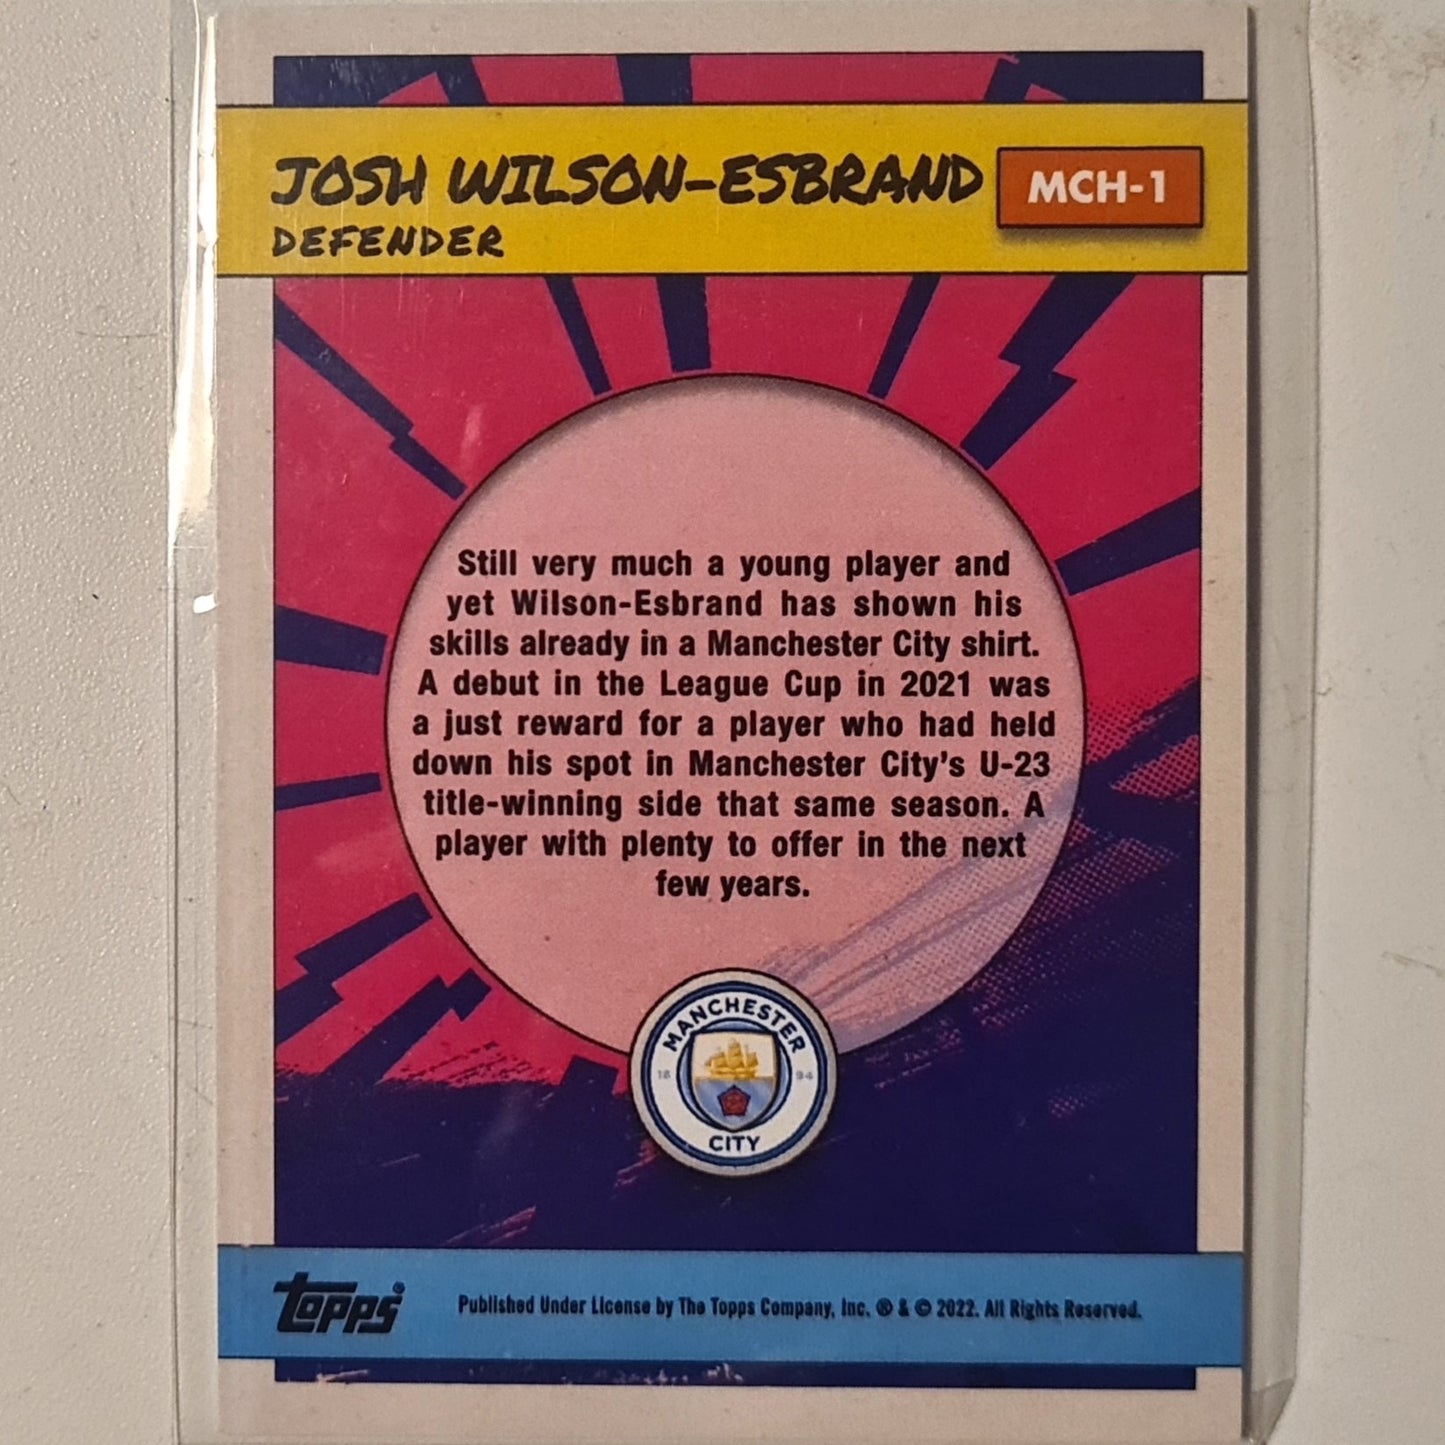 JOSH WILSON-ESBRAND
MCH-1
DEFENDER
Still very much a young player and
yet Wilson-Esbrand has shown his
skills already in a Manchester City shirt.
A debut in the League Cup in 2021 was
a just reward for a player who had held
down his spot in Manchester City's U-23
title-winning side that same season. A
player with plenty to offer in the next
few years.
MANCHESTER
18 94
CITY
topps®
Published Under License by The Topps Company, Inc. ® & © 2022. All Rights Reserved.